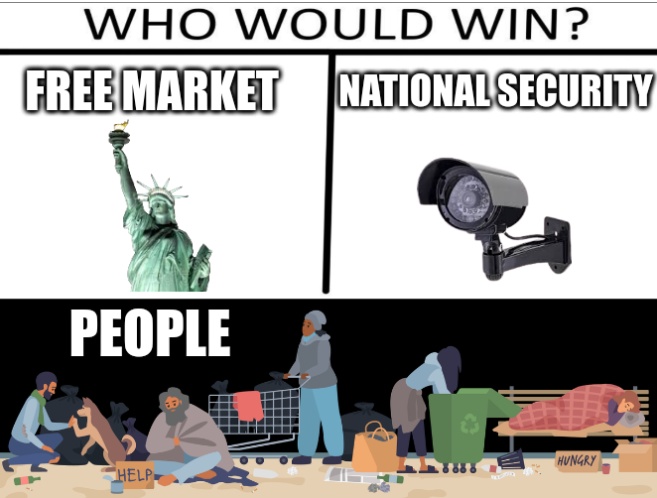 WHO WOULD WIN?
FREE MARKET
NATIONAL SECURITY
PEOPLE
HELP
HUNGRY